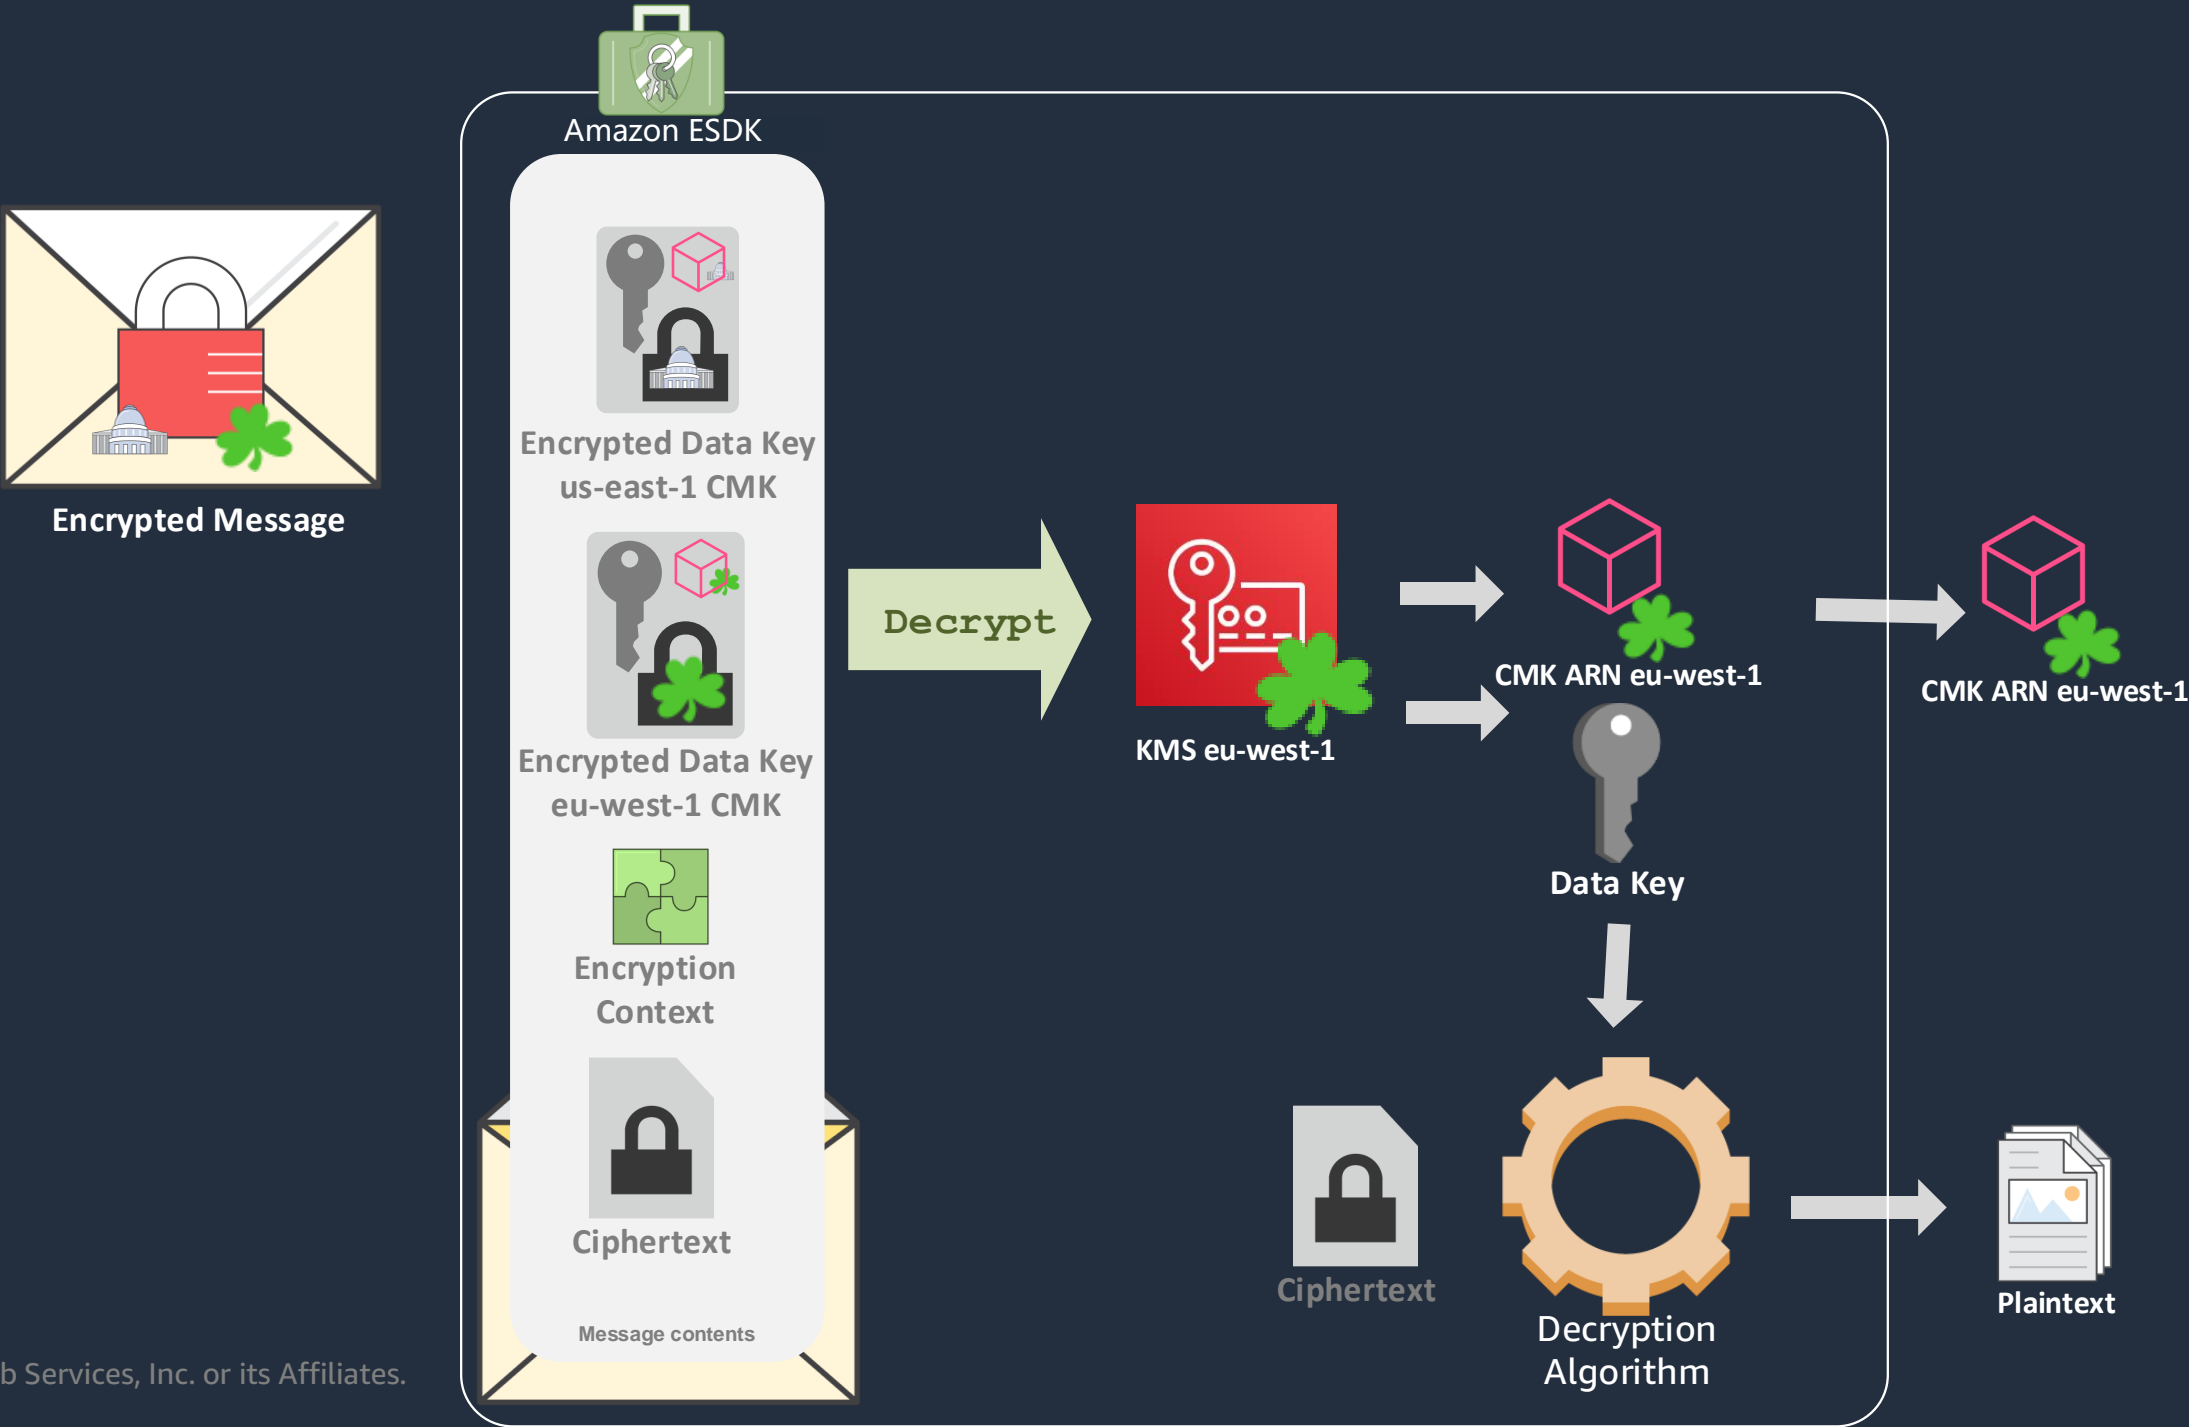 Amazon ESDK
Encrypted Message
Encrypted Data Key
us-east-1 CMK
Encrypted Data Key
eu-west-1 CMK
Encryption
Context
Ciphertext
Message contents
Decrypt
KMS eu-west-1
CMK ARN eu-west-1
Data Key
CMK ARN eu-west-1
Ciphertext
Decryption
Algorithm
Plaintext
b Services, Inc. or its Affiliates.